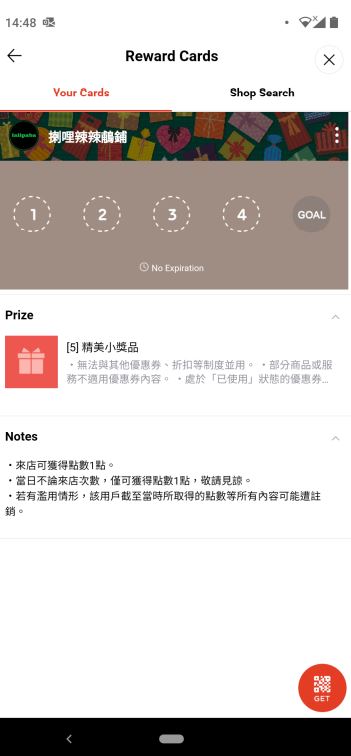 14:48
Reward Cards
Your Cards
Shop Search
lalipaba
揦哩辣辣鷸鋪
1
2
3
4
GOAL
No Expiration
Prize
[5] 精美小獎品
・無法與其他優惠券、折扣等制度並用。 ・部分商品或服
務不適用優惠券內容。 ・處於「已使用」狀態的優惠券...
Notes
・來店可獲得點數1點。
・當日不論來店次數，僅可獲得點數1點，敬請見諒。
・若有濫用情形，該用戶截至當時所取得的點數等所有內容可能遭註
銷。
GET